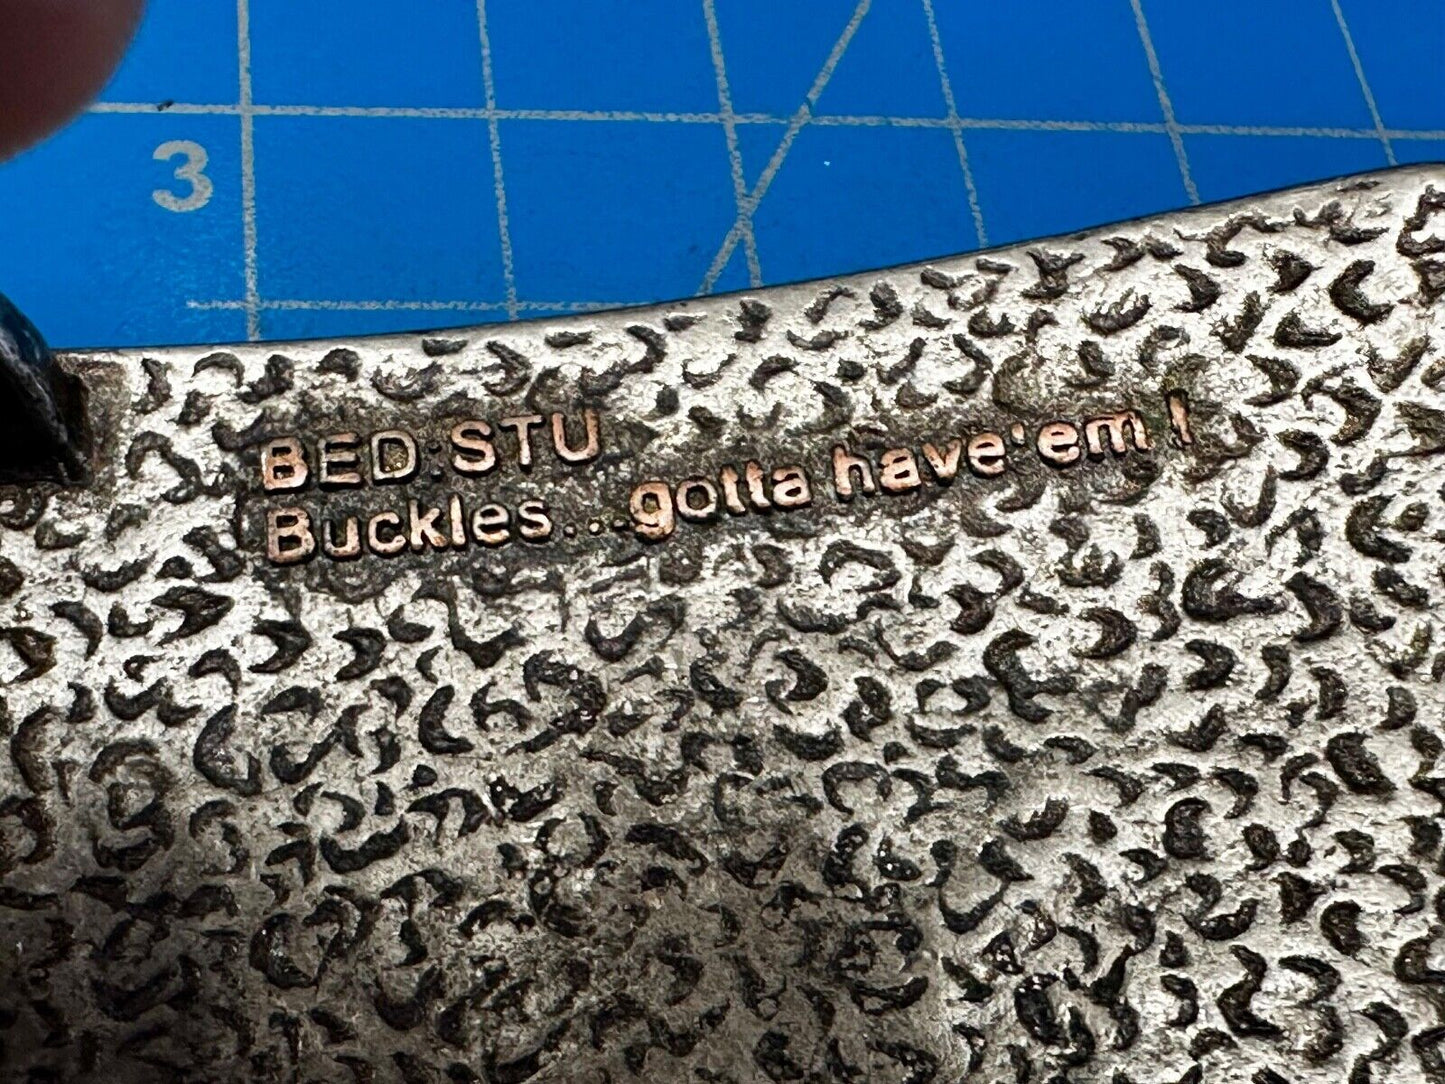 3
BED:STU
Buckles...gotta have 'em!